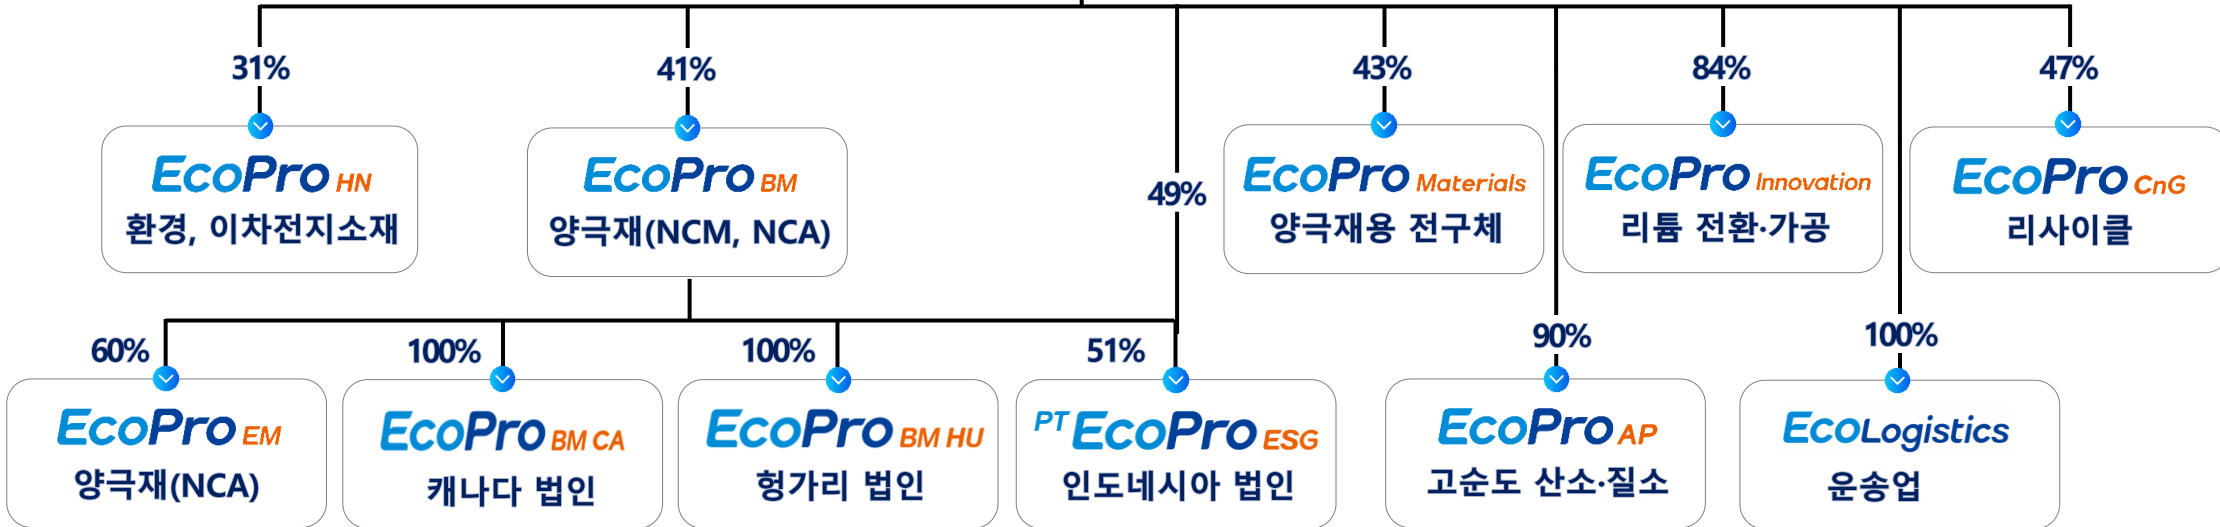 31%
41%
43%
84%
47%
EcoPro HN
환경, 이차전지소재
EcoPro BM
양극재(NCM, NCA)
49%
EcoPro Materials
양극재용 전구체
EcoPro Innovation
리튬 전환·가공
EcoPro CnG
리사이클
60%
100%
100%
51%
90%
100%
EcoPro EM
양극재(NCA)
EcoPro BM CA
캐나다 법인
EcoPro BM HU
헝가리 법인
PT EcoPro ESG
인도네시아 법인
EcoPro AP
고순도 산소·질소
EcoLogistics
운송업